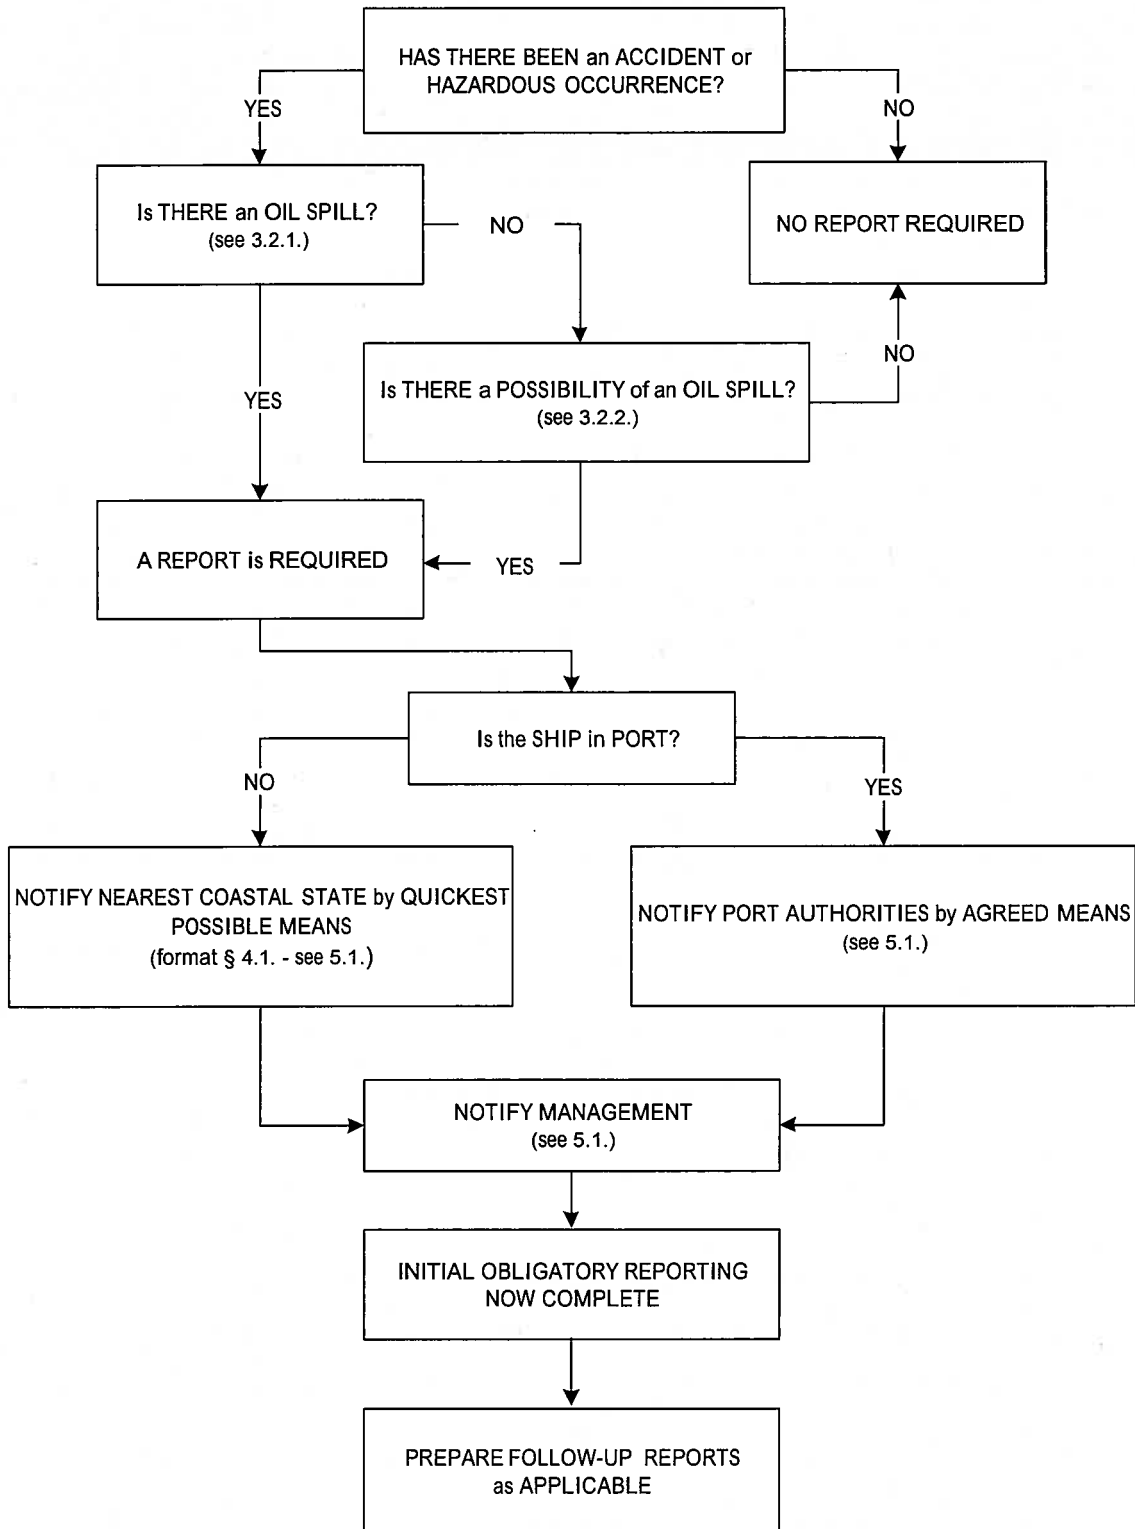 HAS THERE BEEN an ACCIDENT or
HAZARDOUS OCCURRENCE?
YES
NO
Is THERE an OIL SPILL?
(see 3.2.1.)
NO
NO REPORT REQUIRED
NO
Is THERE a POSSIBILITY of an OIL SPILL?
(see 3.2.2.)
YES
A REPORT is REQUIRED
YES
Is the SHIP in PORT?
NO
YES
NOTIFY NEAREST COASTAL STATE by QUICKEST
POSSIBLE MEANS
(format § 4.1. - see 5.1.)
NOTIFY PORT AUTHORITIES by AGREED MEANS
(see 5.1.)
NOTIFY MANAGEMENT
(see 5.1.)
INITIAL OBLIGATORY REPORTING
NOW COMPLETE
PREPARE FOLLOW-UP REPORTS
as APPLICABLE